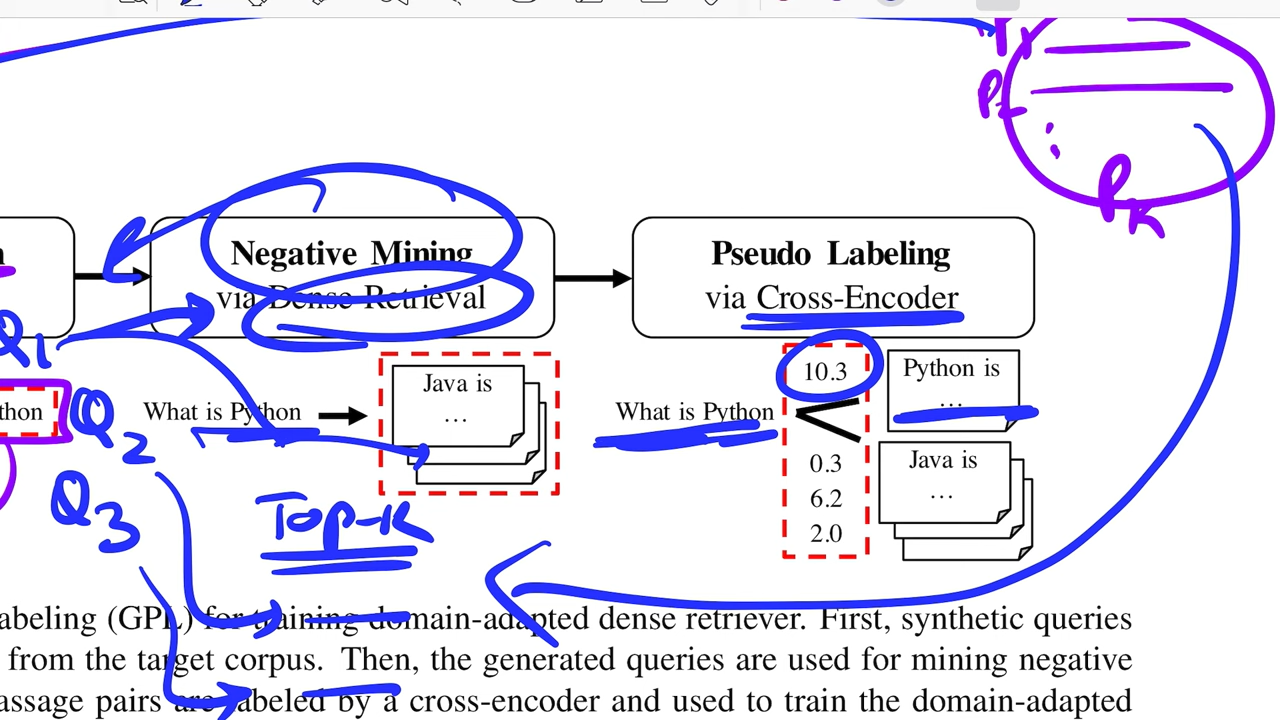 P1
P2
PK
Negative Mining
via Dense Retrieval
Pseudo Labeling
via Cross-Encoder
Q1
thon
Q2
Q3
What is Python
Java is
...
What is Python
10.3
Python is
...
0.3
6.2
2.0
Java is
...
Top-K
abeling (GPL) for training domain-adapted dense retriever. First, synthetic queries
from the target corpus. Then, the generated queries are used for mining negative
assage pairs are labeled by a cross-encoder and used to train the domain-adapted